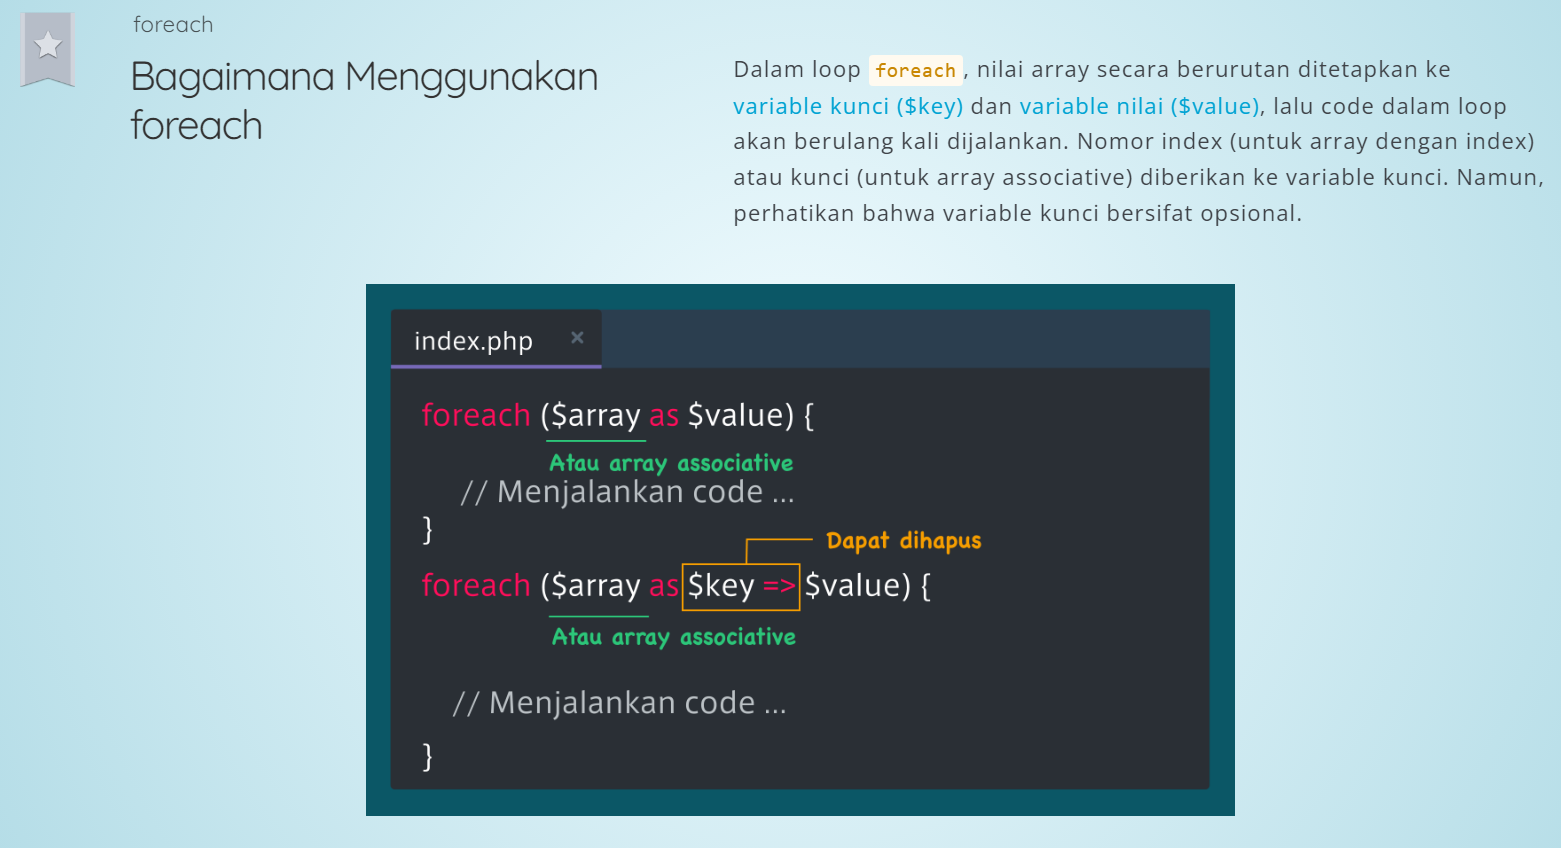 foreach
Bagaimana Menggunakan
foreach
Dalam loop foreach, nilai array secara berurutan ditetapkan ke
variable kunci ($key) dan variable nilai ($value), lalu code dalam loop
akan berulang kali dijalankan. Nomor index (untuk array dengan index)
atau kunci (untuk array associative) diberikan ke variable kunci. Namun,
perhatikan bahwa variable kunci bersifat opsional.
index.php ×
foreach ($array as $value) {
Atau array associative
// Menjalankan code ...
}
Dapat dihapus
foreach ($array as $key => $value) {
Atau array associative
// Menjalankan code ...
}